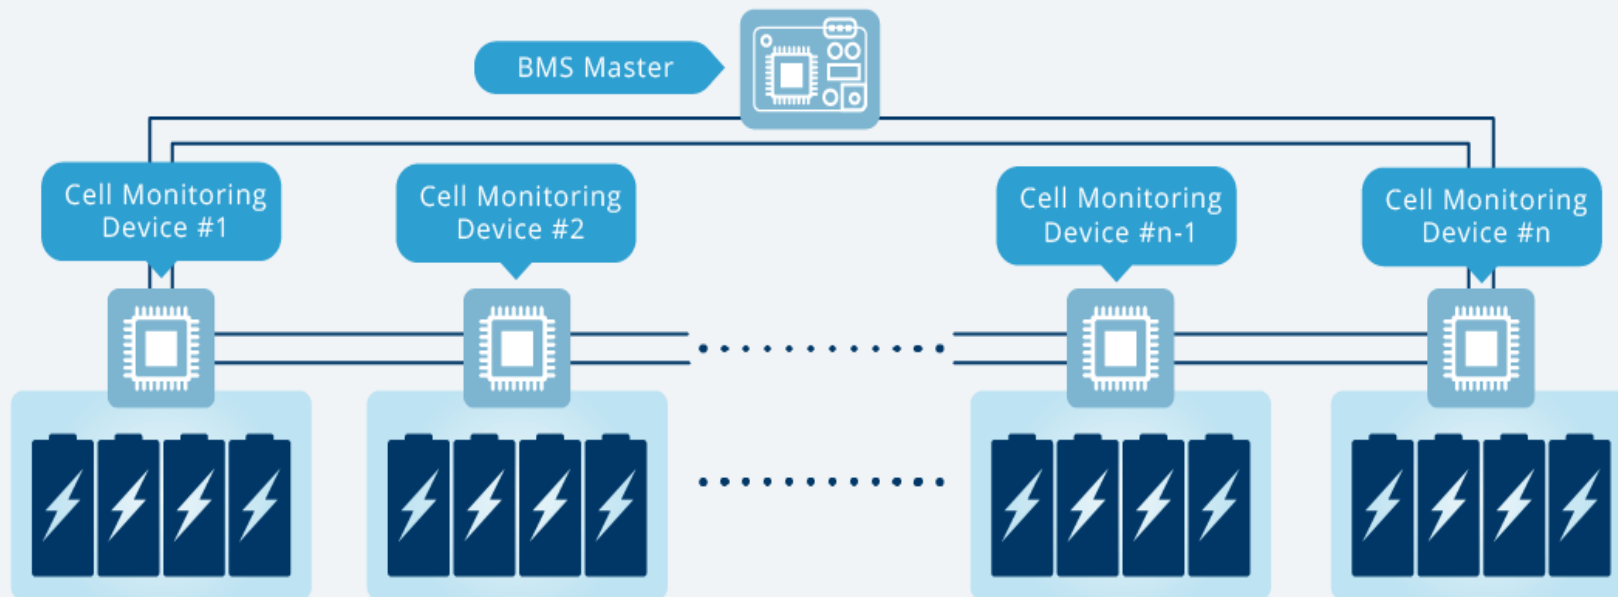 BMS Master
Cell Monitoring
Device #1
Cell Monitoring
Device #2
Cell Monitoring
Device #n-1
Cell Monitoring
Device #n